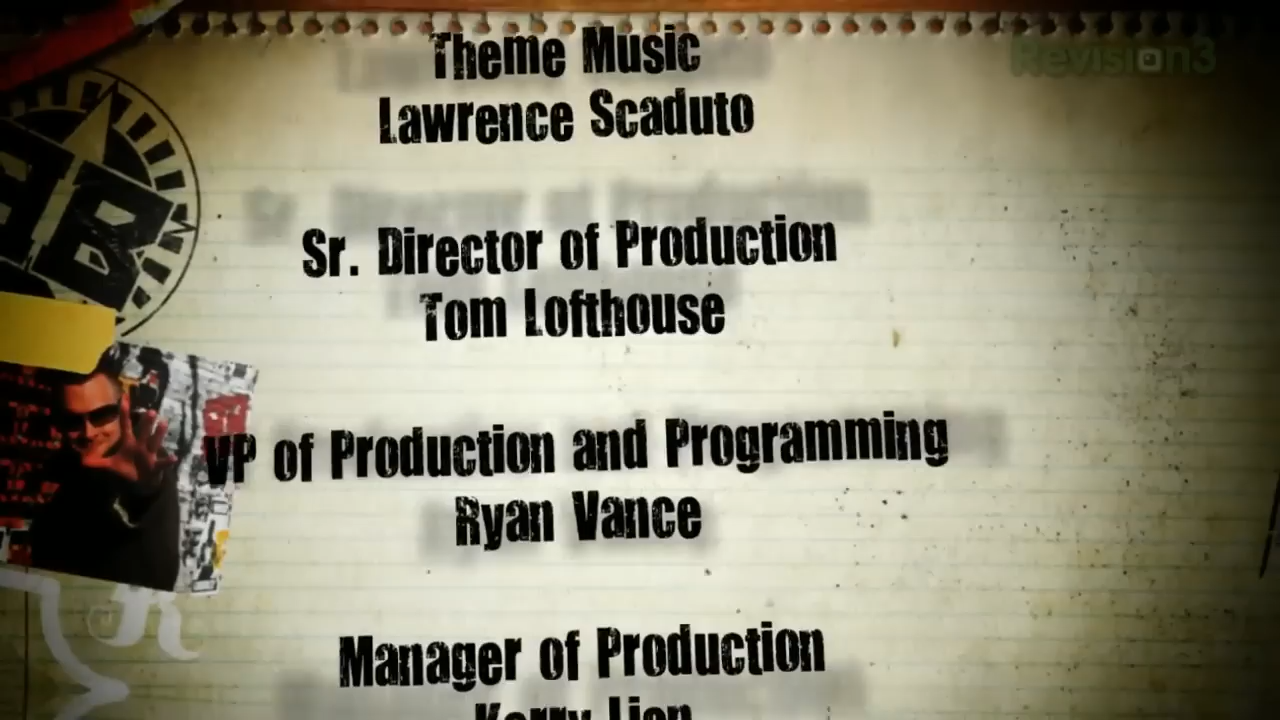 Revision3
Theme Music
Lawrence Scaduto
Sr. Director of Production
Tom Lofthouse
VP of Production and Programming
Ryan Vance
Manager of Production